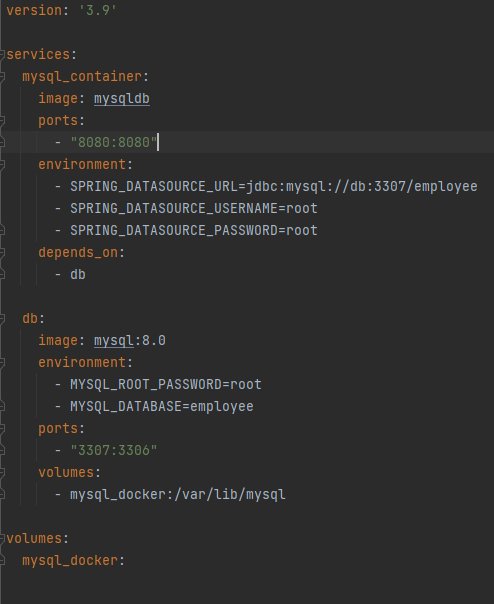 version: '3.9'
services:
mysql_container:
image: mysqldb
ports:
- "8080:8080"
environment:
- SPRING_DATASOURCE_URL=jdbc:mysql://db:3307/employee
- SPRING_DATASOURCE_USERNAME=root
- SPRING_DATASOURCE_PASSWORD=root
depends_on:
- db
db:
image: mysql:8.0
environment:
- MYSQL_ROOT_PASSWORD=root
- MYSQL_DATABASE=employee
ports:
- "3307:3306"
volumes:
- mysql_docker:/var/lib/mysql
volumes:
mysql_docker: